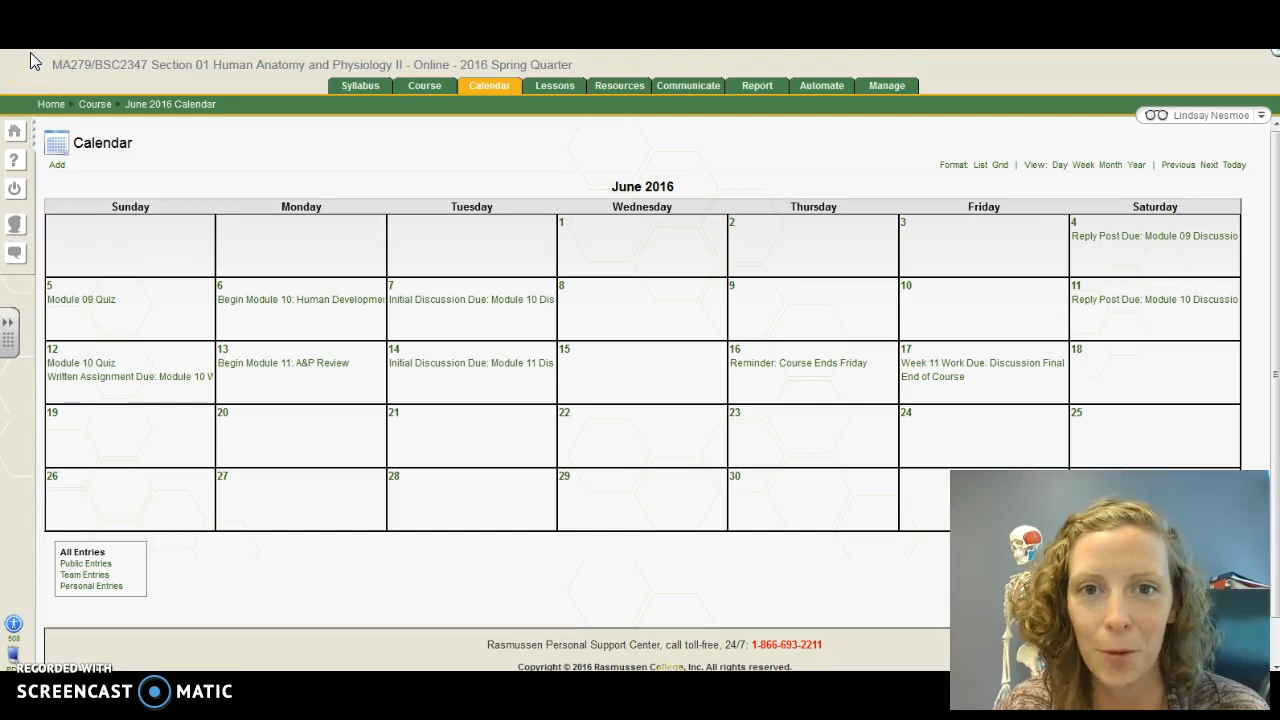 MA279/BSC2347 Section 01 Human Anatomy and Physiology II - Online - 2016 Spring Quarter
Syllabus Course Calendar Lessons Resources Communicate Report Automate Manage
Home Course June 2016 Calendar
Lindsay Nesmoe
Calendar
Add
Format: List Grid | View: Day Week Month Year | Previous Next Today
June 2016
Sunday Monday Tuesday Wednesday Thursday Friday Saturday
1 2 3 4
Reply Post Due: Module 09 Discussio
5 6 7 8 9 10 11
Module 09 Quiz Begin Module 10: Human Developmen Initial Discussion Due: Module 10 Dis Reply Post Due: Module 10 Discussio
12 13 14 15 16 17 18
Module 10 Quiz Begin Module 11: A&P Review Initial Discussion Due: Module 11 Dis Reminder: Course Ends Friday Week 11 Work Due: Discussion Final
Written Assignment Due: Module 10 W End of Course
19 20 21 22 23 24 25
26 27 28 29 30
All Entries
Public Entries
Team Entries
Personal Entries
508
Rasmussen Personal Support Center, call toll-free, 24/7: 1-866-693-2211
Copyright © 2016 Rasmussen College, Inc. All rights reserved.
RECORDED WITH
SCREENCAST MATIC